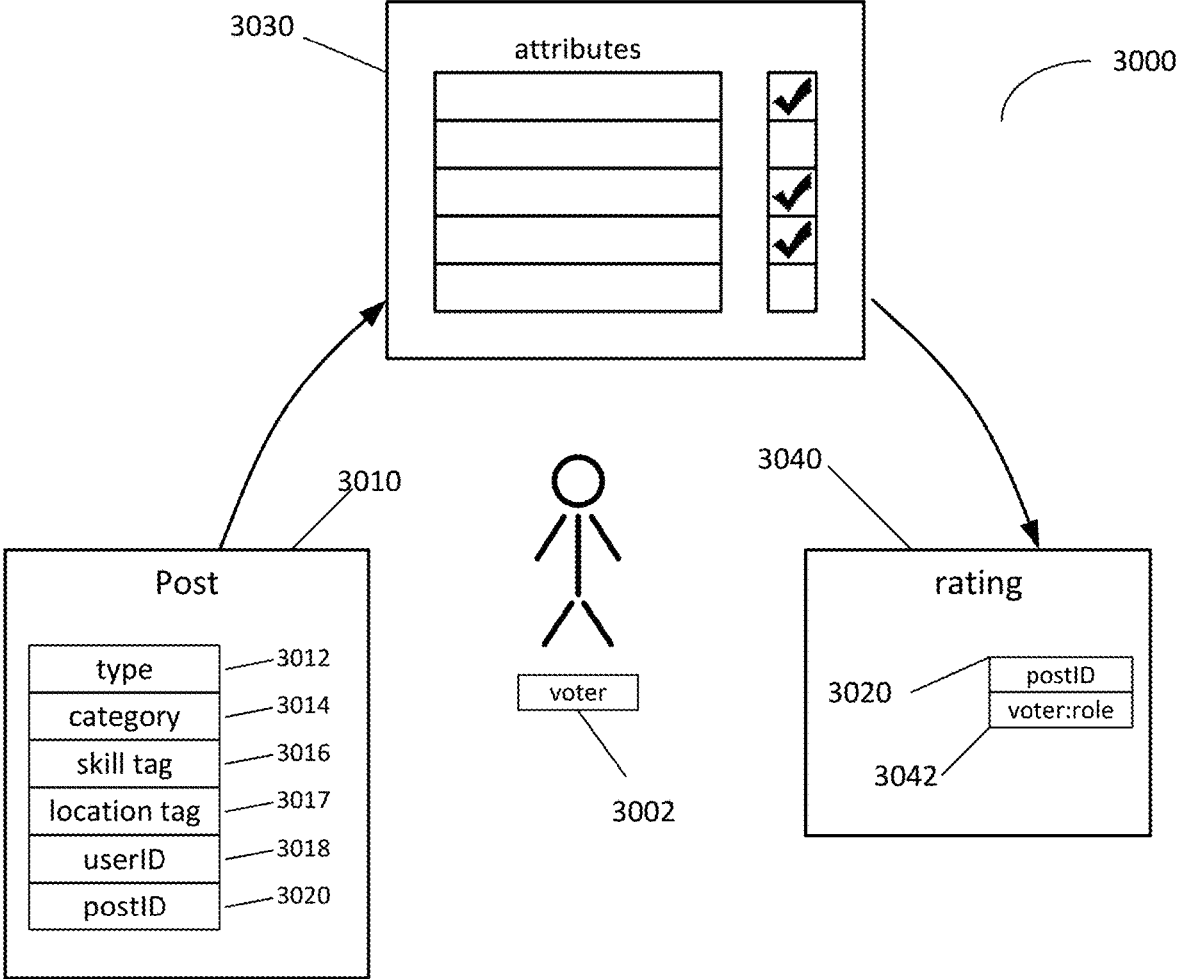 3030
attributes
3000
3010
3040
Post
type
3012
category
3014
skill tag
3016
location tag
3017
userID
3018
postID
3020
voter
3002
rating
3020
postID
voter:role
3042